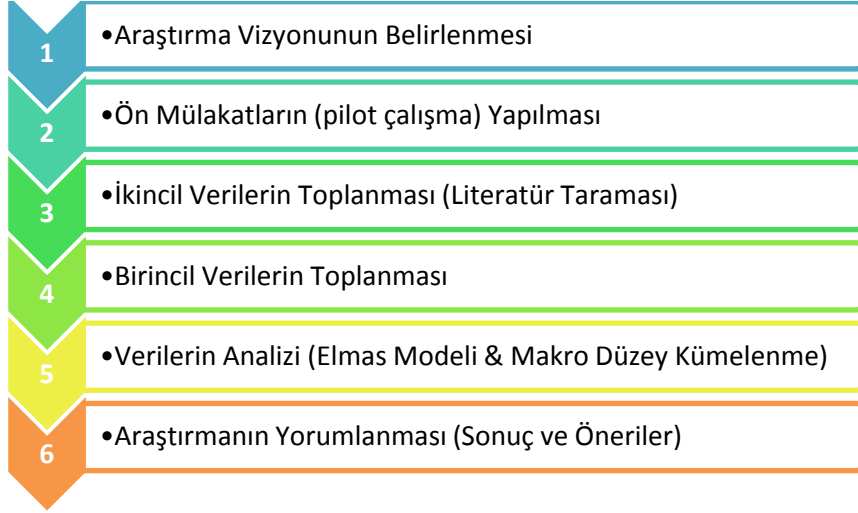 1
•Araştırma Vizyonunun Belirlenmesi
2
•Ön Mülakatların (pilot çalışma) Yapılması
3
•İkincil Verilerin Toplanması (Literatür Taraması)
4
•Birincil Verilerin Toplanması
5
•Verilerin Analizi (Elmas Modeli & Makro Düzey Kümelenme)
6
•Araştırmanın Yorumlanması (Sonuç ve Öneriler)